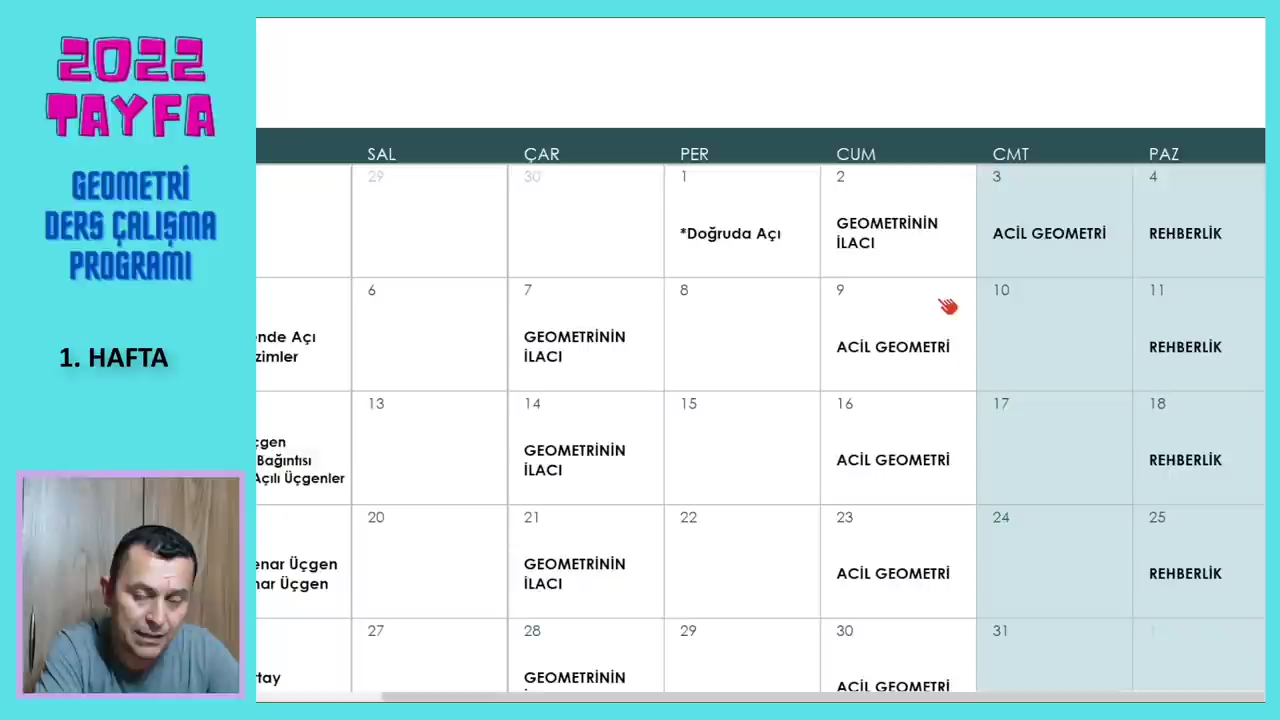 2022
TAYFA
GEOMETRİ
DERS ÇALIŞMA
PROGRAMI
1. HAFTA
SAL ÇAR PER CUM CMT PAZ
29 30 1 2 3 4
*Doğruda Açı
GEOMETRİNİN
İLACI
ACİL GEOMETRİ
REHBERLİK
6 7 8 9 10 11
ende Açı
zimler
GEOMETRİNİN
İLACI
ACİL GEOMETRİ
REHBERLİK
13 14 15 16 17 18
çgen
Bağıntısı
Açılı Üçgenler
GEOMETRİNİN
İLACI
ACİL GEOMETRİ
REHBERLİK
20 21 22 23 24 25
enar Üçgen
nar Üçgen
GEOMETRİNİN
İLACI
ACİL GEOMETRİ
REHBERLİK
27 28 29 30 31 1
rtay
GEOMETRİNİN
ACİL GEOMETRİ